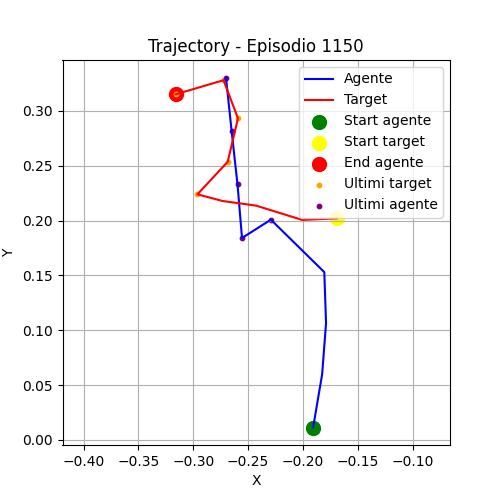 Trajectory - Episodio 1150
Agente
Target
Start agente
Start target
End agente
Ultimi target
Ultimi agente
0.30
0.25
0.20
0.15
0.10
0.05
0.00
Y
−0.40 −0.35 −0.30 −0.25 −0.20 −0.15 −0.10
X